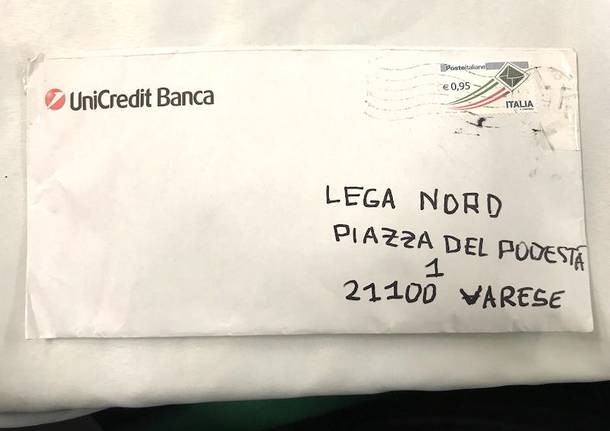 UniCredit Banca
Posteitaliane
€ 0,95
ITALIA
LEGA NORD
PIAZZA DEL PODESTÀ
1
21100 VARESE